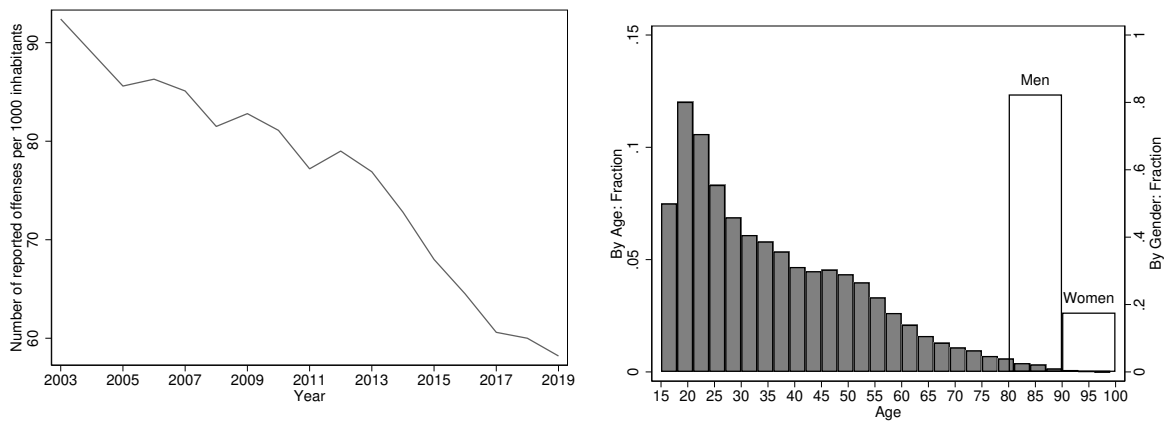 Number of reported offenses per 1000 inhabitants
90
80
70
60
2003 2005 2007 2009 2011 2013 2015 2017 2019
Year
By Age: Fraction
.15
.1
.05
0
Men
Women
1
.8
.6
.4
.2
0
By Gender: Fraction
15 20 25 30 35 40 45 50 55 60 65 70 75 80 85 90 95 100
Age